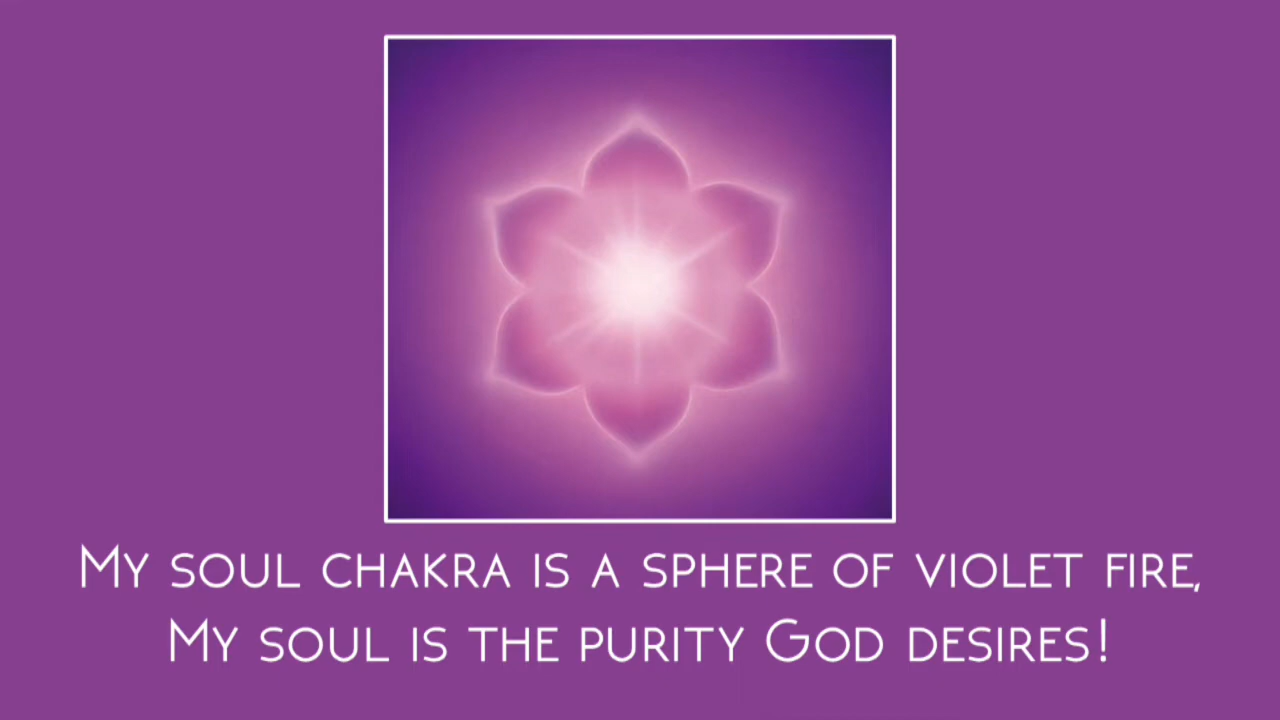 My soul chakra is a sphere of violet fire,
My soul is the purity God desires!